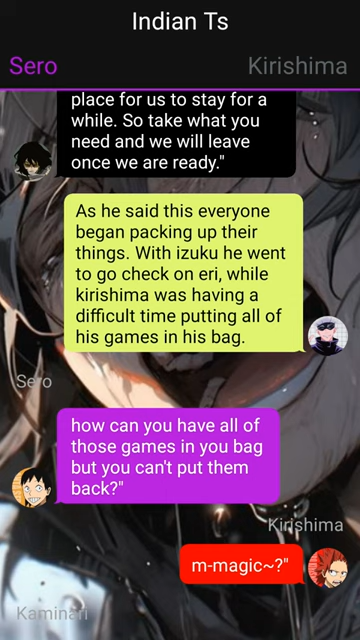 Indian Ts
Sero
Kirishima
place for us to stay for a
while. So take what you
need and we will leave
once we are ready."
As he said this everyone
began packing up their
things. With izuku he went
to go check on eri, while
kirishima was having a
difficult time putting all of
his games in his bag.
Sero
how can you have all of
those games in you bag
but you can't put them
back?"
Kirishima
m-magic~?"
Kaminari